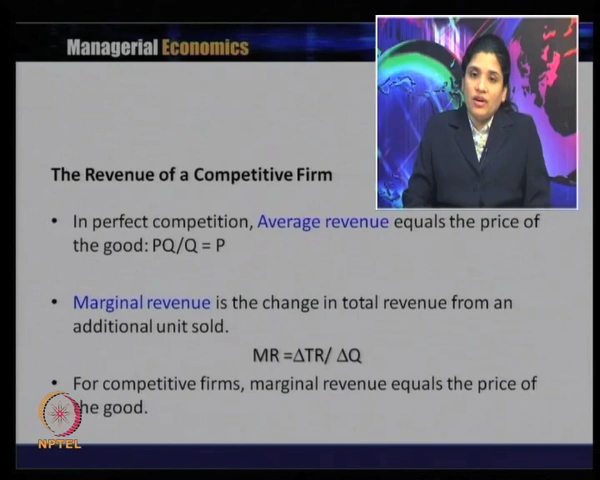 Managerial Economics
The Revenue of a Competitive Firm
• In perfect competition, Average revenue equals the price of
the good: PQ/Q = P
• Marginal revenue is the change in total revenue from an
additional unit sold.
MR =ΔTR/ ΔQ
• For competitive firms, marginal revenue equals the price of
the good.
NPTEL